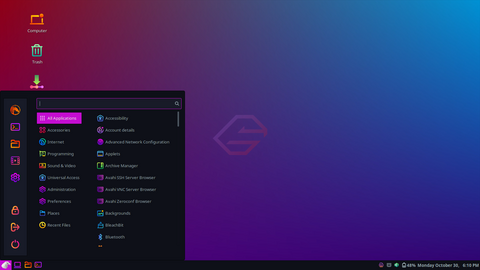 Computer
Trash
All Applications
Accessories
Internet
Programming
Sound & Video
Universal Access
Administration
Preferences
Places
Recent Files
Accessibility
Account details
Advanced Network Configuration
Applets
Archive Manager
Avahi SSH Server Browser
Avahi VNC Server Browser
Avahi Zeroconf Browser
Backgrounds
BleachBit
Bluetooth
48% Monday October 30, 6:10 PM